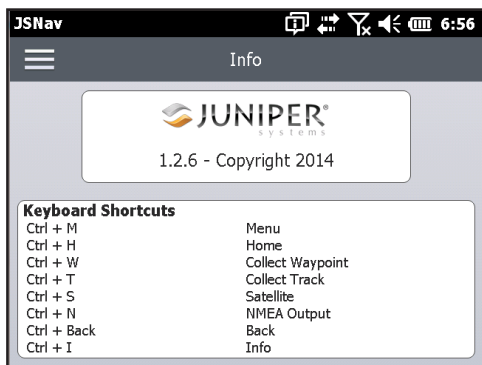 JSNav 6:56
Info
JUNIPER®
systems
1.2.6 - Copyright 2014
Keyboard Shortcuts
Ctrl + M Menu
Ctrl + H Home
Ctrl + W Collect Waypoint
Ctrl + T Collect Track
Ctrl + S Satellite
Ctrl + N NMEA Output
Ctrl + Back Back
Ctrl + I Info